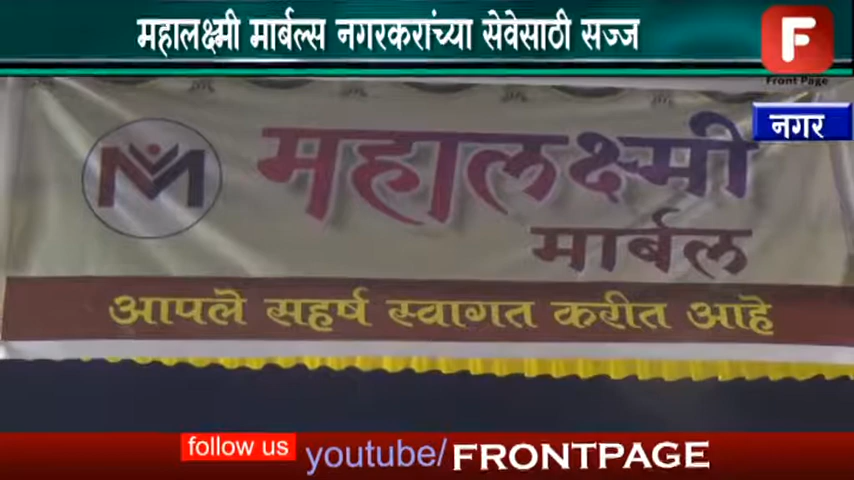 महालक्ष्मी मार्बल्स नगरकरांच्या सेवेसाठी सज्ज
F
Front Page
नगर
M
महालक्ष्मी
मार्बल
आपले सहर्ष स्वागत करीत आहे
follow us youtube/FRONTPAGE